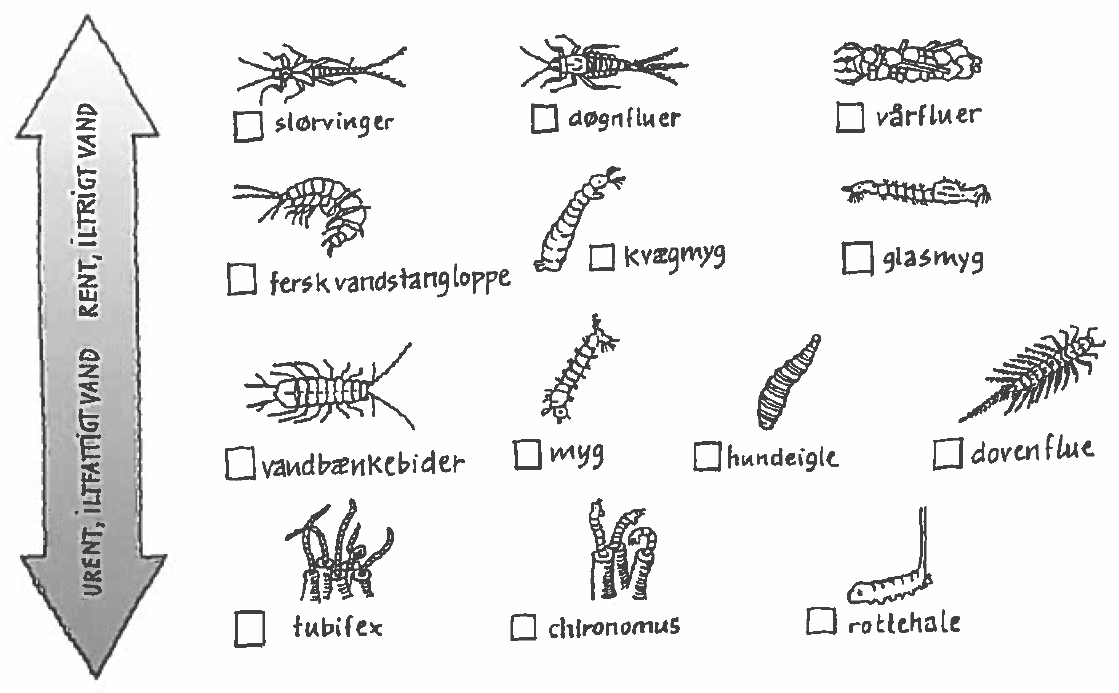 RENT, ILTRIGT VAND
URENT, ILTFATTIGT VAND
slørvinger
døgnfluer
vårfluer
ferskvandstangloppe
kvægmyg
glasmyg
vandbænkebider
myg
hundeigle
dovenflue
tubifex
chironomus
rottehale